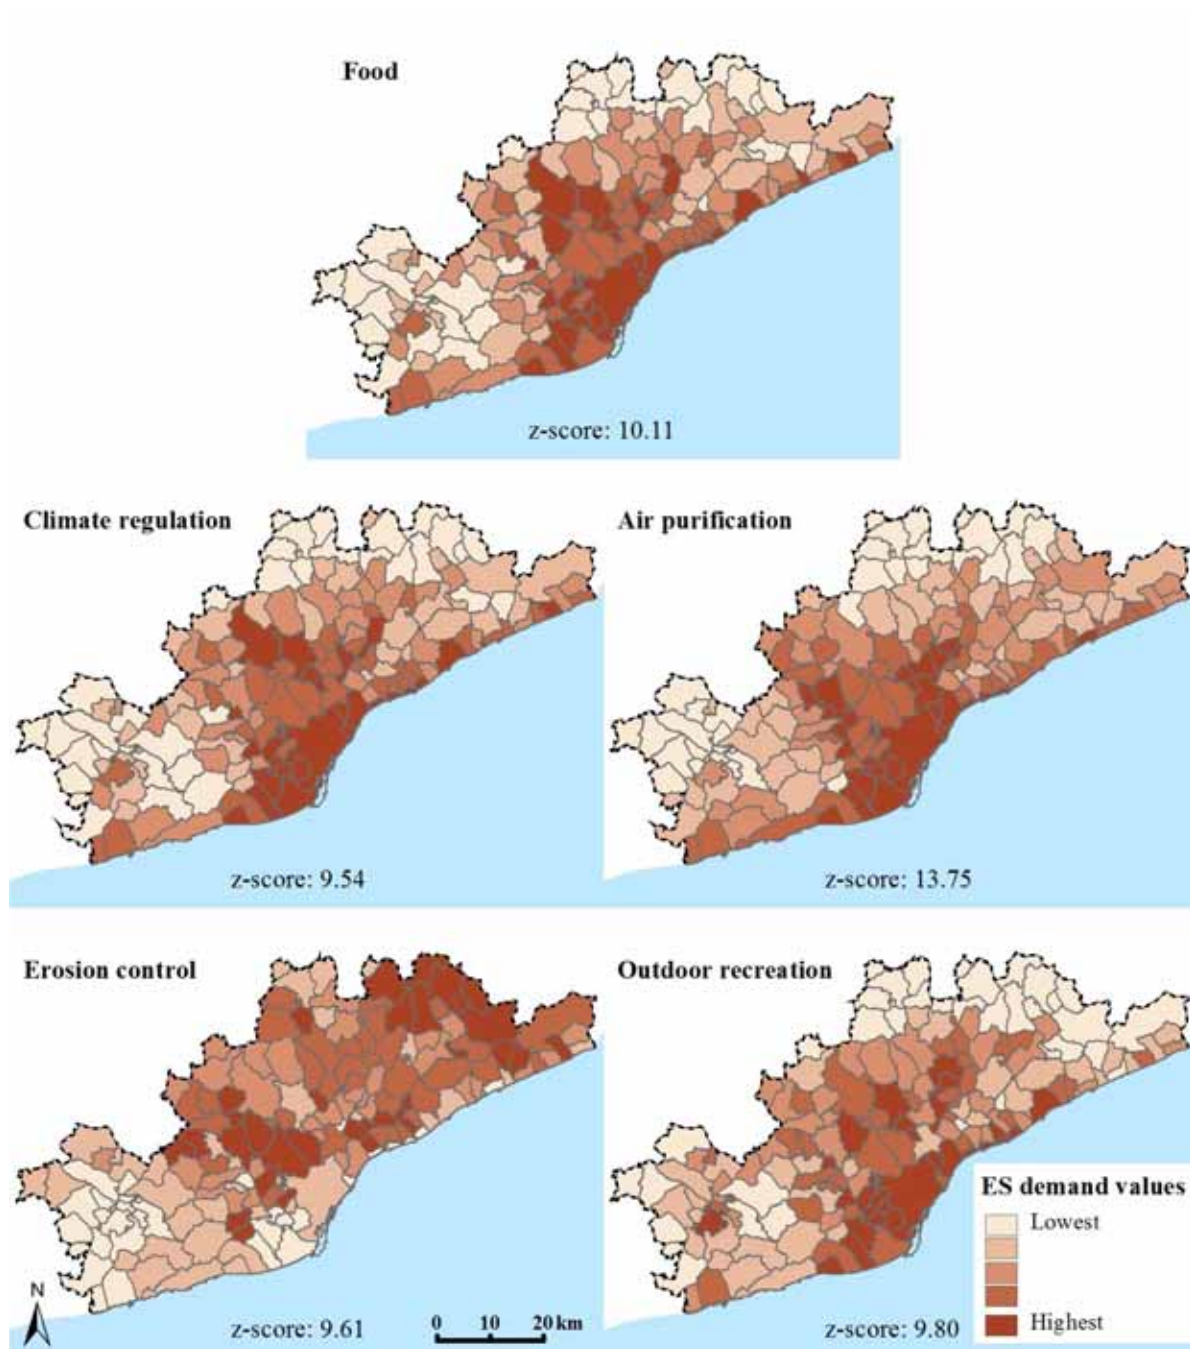 Food
z-score: 10.11
Climate regulation
Air purification
z-score: 9.54
z-score: 13.75
Erosion control
Outdoor recreation
ES demand values
Lowest
Highest
N
0 10 20 km
z-score: 9.61
z-score: 9.80